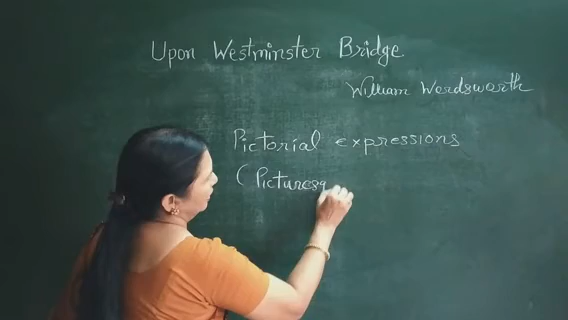 Upon Westminster Bridge
William Wordsworth
Pictorial expressions
(Picturesq